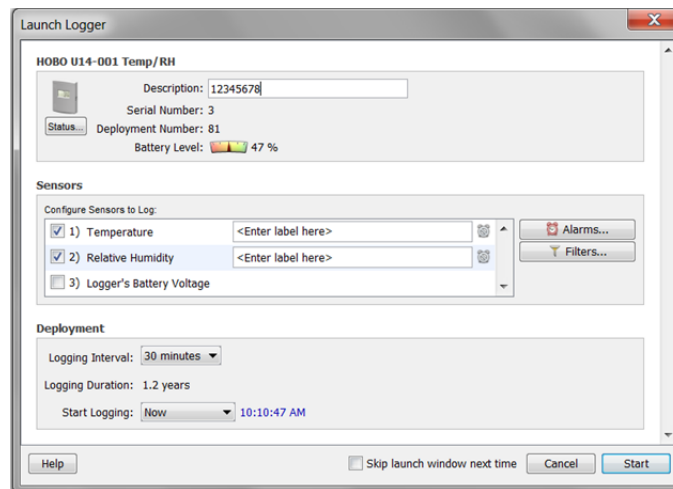 Launch Logger
HOBO U14-001 Temp/RH
Description: 12345678
Serial Number: 3
Status... Deployment Number: 81
Battery Level: 47 %
Sensors
Configure Sensors to Log:
1) Temperature <Enter label here> Alarms...
2) Relative Humidity <Enter label here> Filters...
3) Logger's Battery Voltage
Deployment
Logging Interval: 30 minutes
Logging Duration: 1.2 years
Start Logging: Now 10:10:47 AM
Help Skip launch window next time Cancel Start